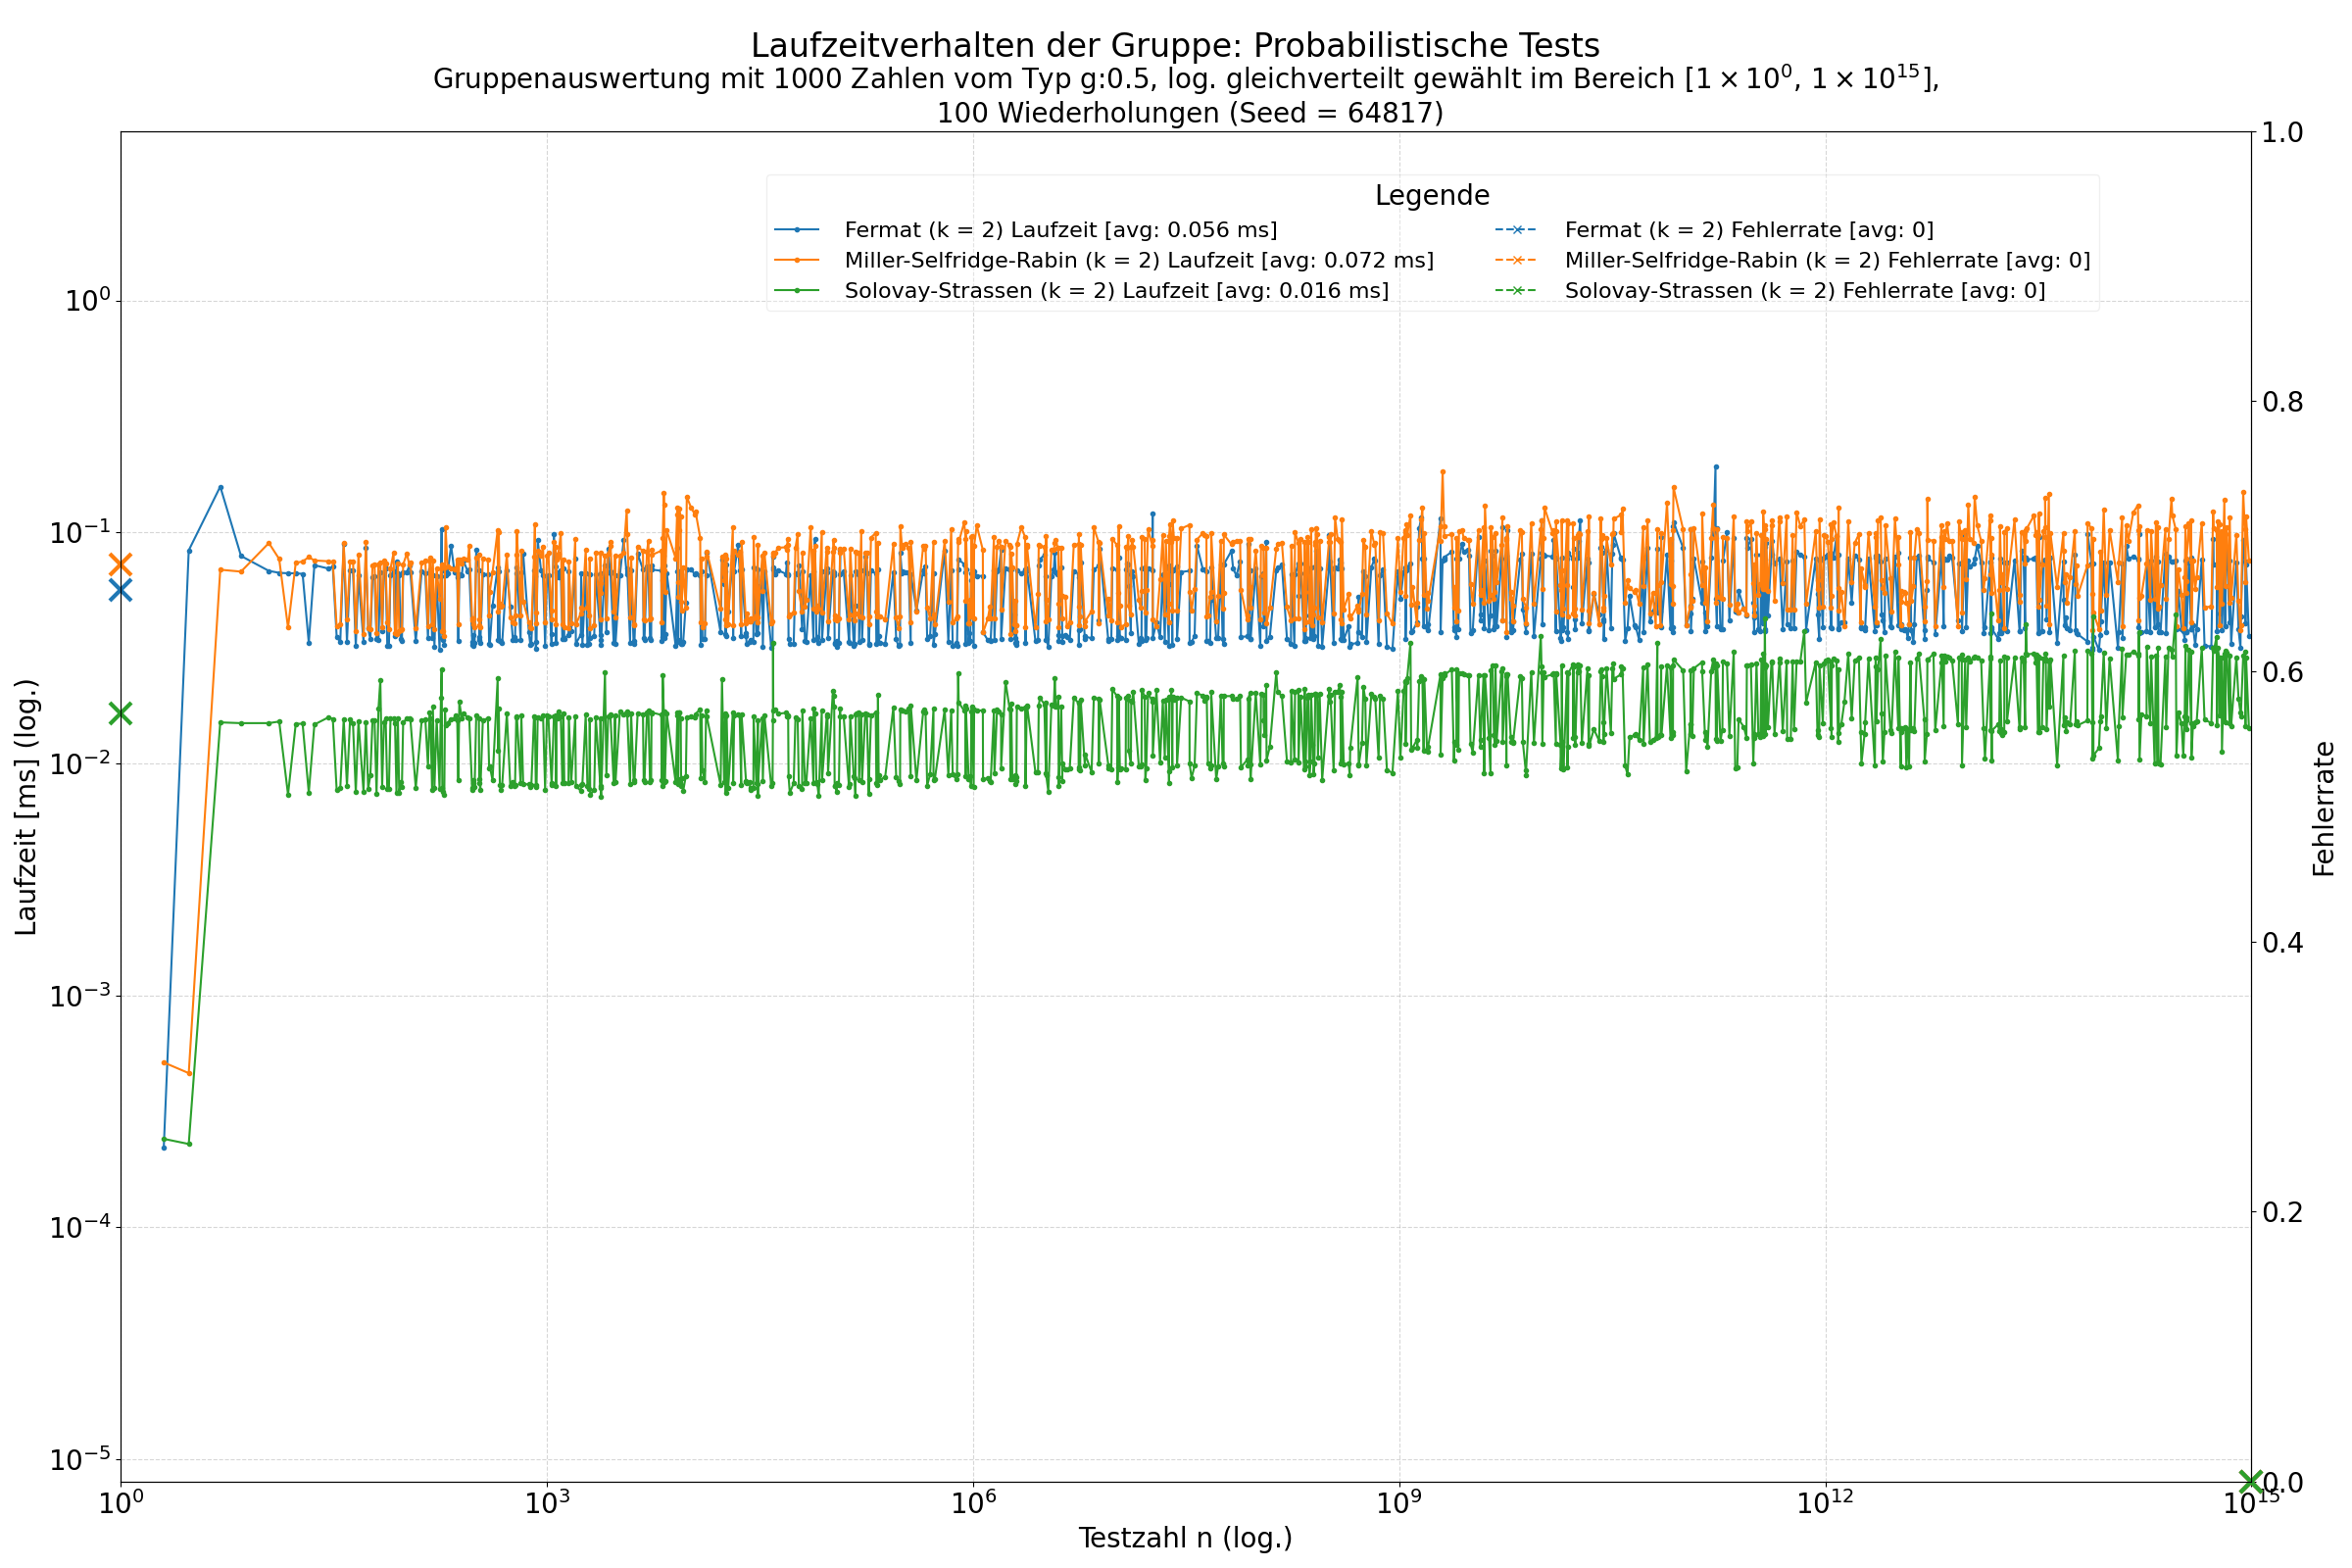 Laufzeitverhalten der Gruppe: Probabilistische Tests
Gruppenauswertung mit 1000 Zahlen vom Typ g:0.5, log. gleichverteilt gewählt im Bereich [1 × 10⁰, 1 × 10¹⁵],
100 Wiederholungen (Seed = 64817)
Legende
Fermat (k = 2) Laufzeit [avg: 0.056 ms]
Miller-Selfridge-Rabin (k = 2) Laufzeit [avg: 0.072 ms]
Solovay-Strassen (k = 2) Laufzeit [avg: 0.016 ms]
Fermat (k = 2) Fehlerrate [avg: 0]
Miller-Selfridge-Rabin (k = 2) Fehlerrate [avg: 0]
Solovay-Strassen (k = 2) Fehlerrate [avg: 0]
Laufzeit [ms] (log.)
10⁰
10⁻¹
10⁻²
10⁻³
10⁻⁴
10⁻⁵
1.0
0.8
0.6
0.4
0.2
0.0
Fehlerrate
10⁰
10³
10⁶
10⁹
10¹²
10¹⁵
Testzahl n (log.)